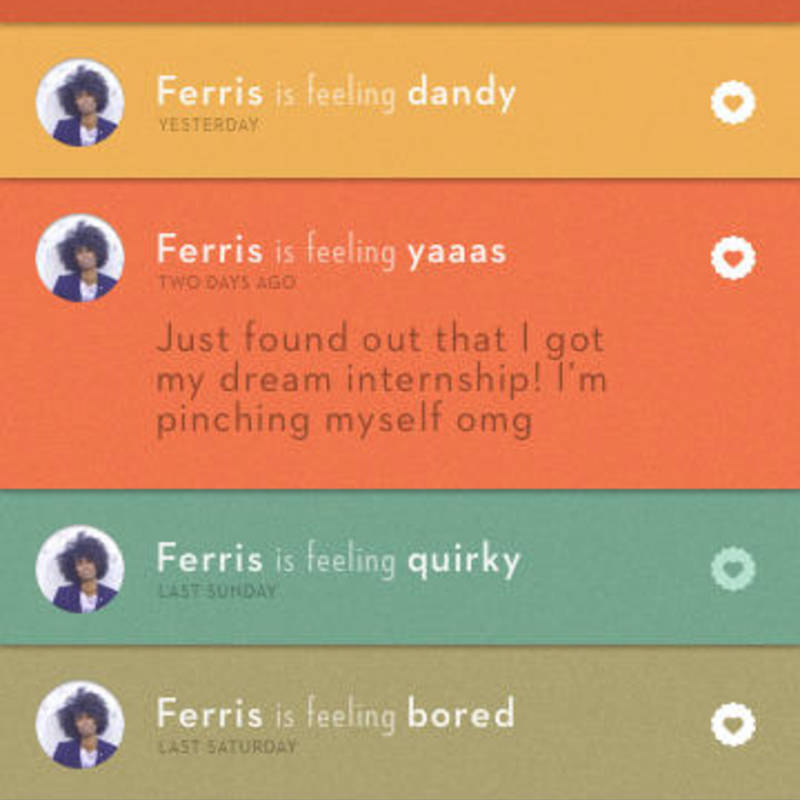 Ferris is feeling dandy
YESTERDAY
Ferris is feeling yaaas
TWO DAYS AGO
Just found out that I got
my dream internship! I'm
pinching myself omg
Ferris is feeling quirky
LAST SUNDAY
Ferris is feeling bored
LAST SATURDAY